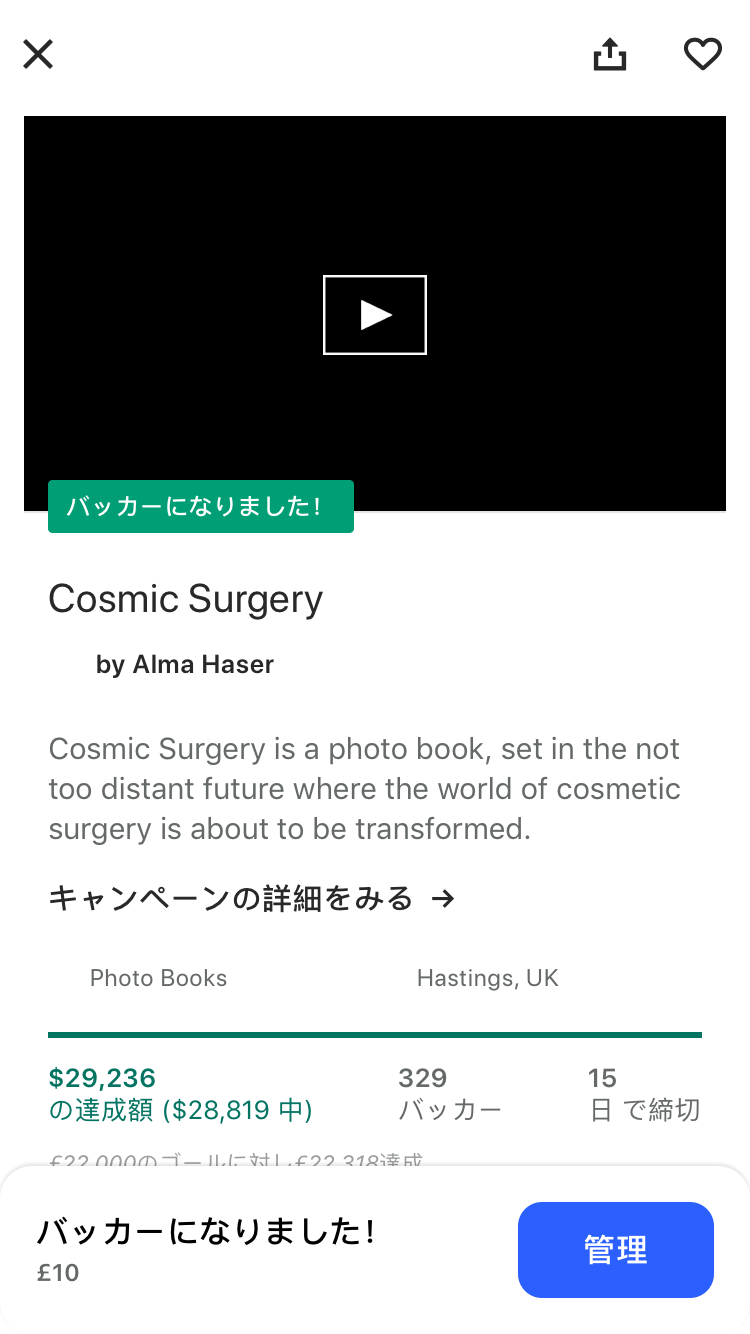 バッカーになりました!
Cosmic Surgery
by Alma Haser
Cosmic Surgery is a photo book, set in the not
too distant future where the world of cosmetic
surgery is about to be transformed.
キャンペーンの詳細をみる →
Photo Books
Hastings, UK
$29,236
の達成額 ($28,819 中)
329
バッカー
15
日 で締切
£22,000のゴールに対し£22,318達成
バッカーになりました!
£10
管理